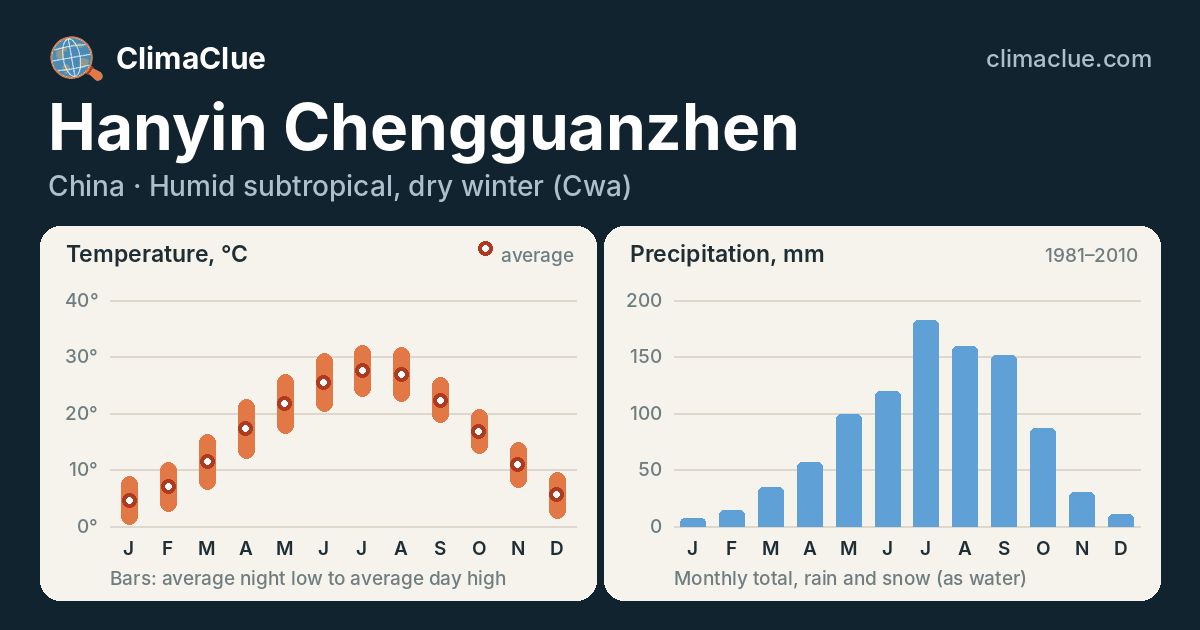 ClimaClue
climaclue.com
Hanyin Chengguanzhen
China · Humid subtropical, dry winter (Cwa)
Temperature, °C
average
40°
30°
20°
10°
0°
J F M A M J J A S O N D
Bars: average night low to average day high
Precipitation, mm
1981–2010
200
150
100
50
0
J F M A M J J A S O N D
Monthly total, rain and snow (as water)